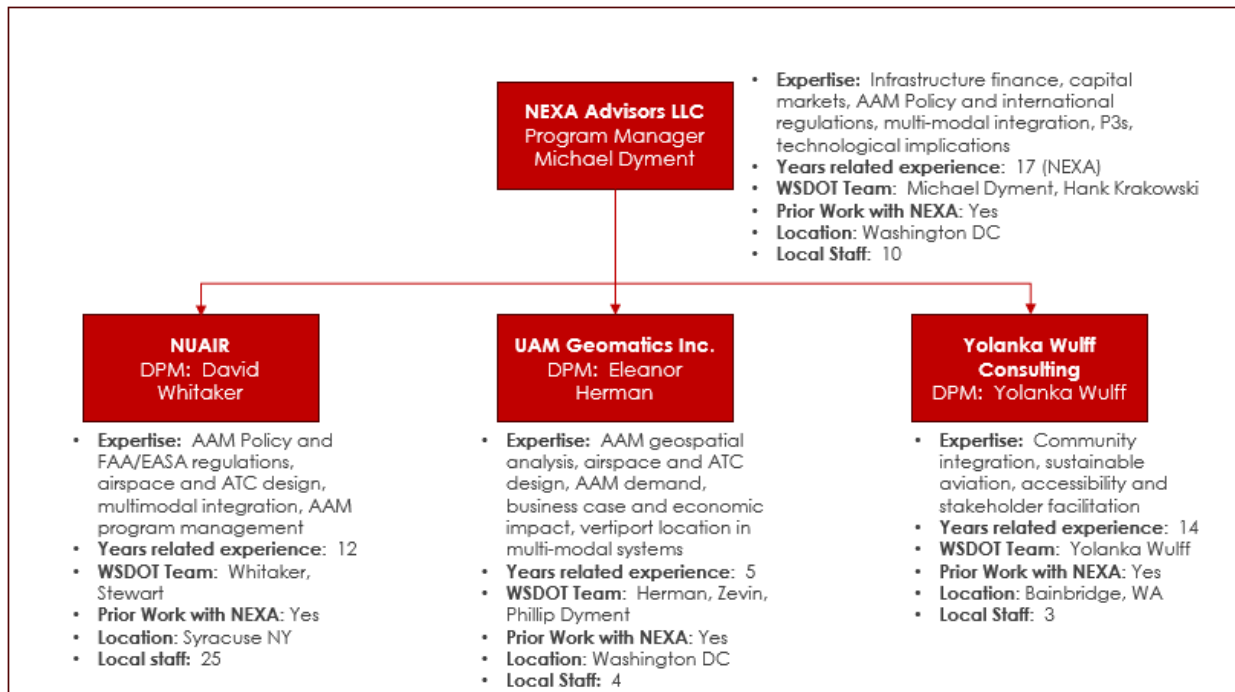 NEXA Advisors LLC
Program Manager
Michael Dyment
• Expertise: Infrastructure finance, capital
markets, AAM Policy and international
regulations, multi-modal integration, P3s,
technological implications
• Years related experience: 17 (NEXA)
• WSDOT Team: Michael Dyment, Hank Krakowski
• Prior Work with NEXA: Yes
• Location: Washington DC
• Local Staff: 10
NUAIR
DPM: David
Whitaker
• Expertise: AAM Policy and
FAA/EASA regulations,
airspace and ATC design,
multimodal integration, AAM
program management
• Years related experience: 12
• WSDOT Team: Whitaker,
Stewart
• Prior Work with NEXA: Yes
• Location: Syracuse NY
• Local staff: 25
UAM Geomatics Inc.
DPM: Eleanor
Herman
• Expertise: AAM geospatial
analysis, airspace and ATC
design, AAM demand,
business case and economic
impact, vertiport location in
multi-modal systems
• Years related experience: 5
• WSDOT Team: Herman, Zevin,
Phillip Dyment
• Prior Work with NEXA: Yes
• Location: Washington DC
• Local Staff: 4
Yolanka Wulff
Consulting
DPM: Yolanka Wulff
• Expertise: Community
integration, sustainable
aviation, accessibility and
stakeholder facilitation
• Years related experience: 14
• WSDOT Team: Yolanka Wulff
• Prior Work with NEXA: Yes
• Location: Bainbridge, WA
• Local Staff: 3